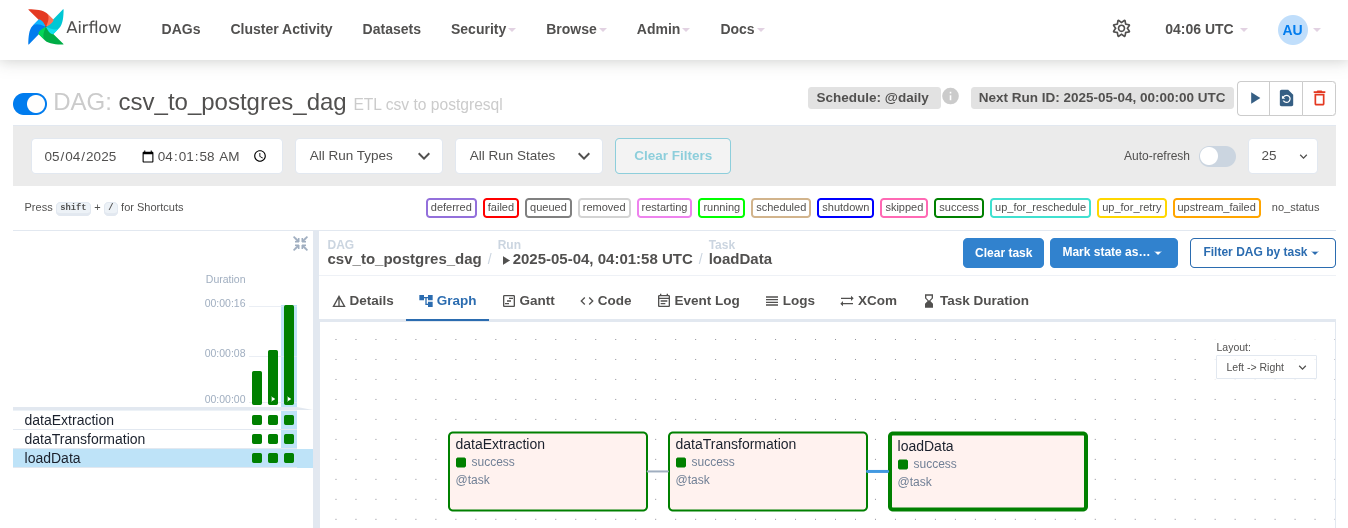 Airflow DAGs Cluster Activity Datasets Security Browse Admin Docs 04:06 UTC AU
DAG: csv_to_postgres_dag ETL csv to postgresql Schedule: @daily Next Run ID: 2025-05-04, 00:00:00 UTC
05/04/2025 04:01:58 AM All Run Types All Run States Clear Filters Auto-refresh 25
Press shift + / for Shortcuts deferred failed queued removed restarting running scheduled shutdown skipped success up_for_reschedule up_for_retry upstream_failed no_status
DAG Run Task
csv_to_postgres_dag / 2025-05-04, 04:01:58 UTC / loadData
Clear task Mark state as… Filter DAG by task
Duration
00:00:16
00:00:08
00:00:00
dataExtraction
dataTransformation
loadData
Details Graph Gantt Code Event Log Logs XCom Task Duration
Layout:
Left -> Right
dataExtraction
success
@task
dataTransformation
success
@task
loadData
success
@task